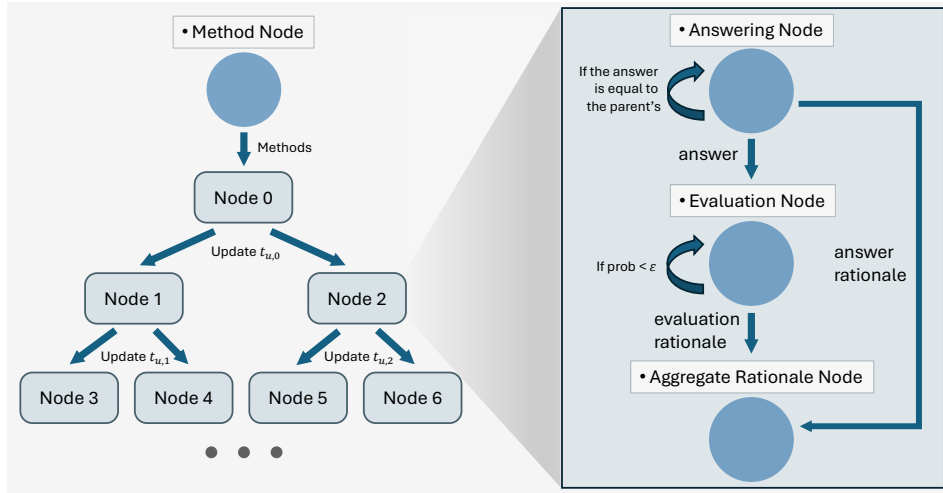 • Method Node
Methods
Node 0
Update t_{u,0}
Node 1
Node 2
Update t_{u,1}
Update t_{u,2}
Node 3
Node 4
Node 5
Node 6
• Answering Node
If the answer
is equal to
the parent's
answer
• Evaluation Node
If prob < ε
answer
rationale
evaluation
rationale
• Aggregate Rationale Node